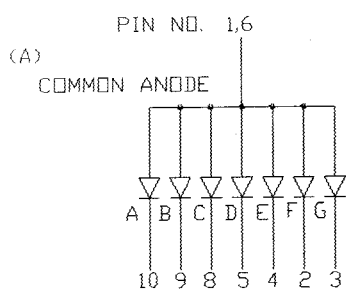 PIN NO. 1,6
(A)
COMMON ANODE
A B C D E F G
10 9 8 5 4 2 3